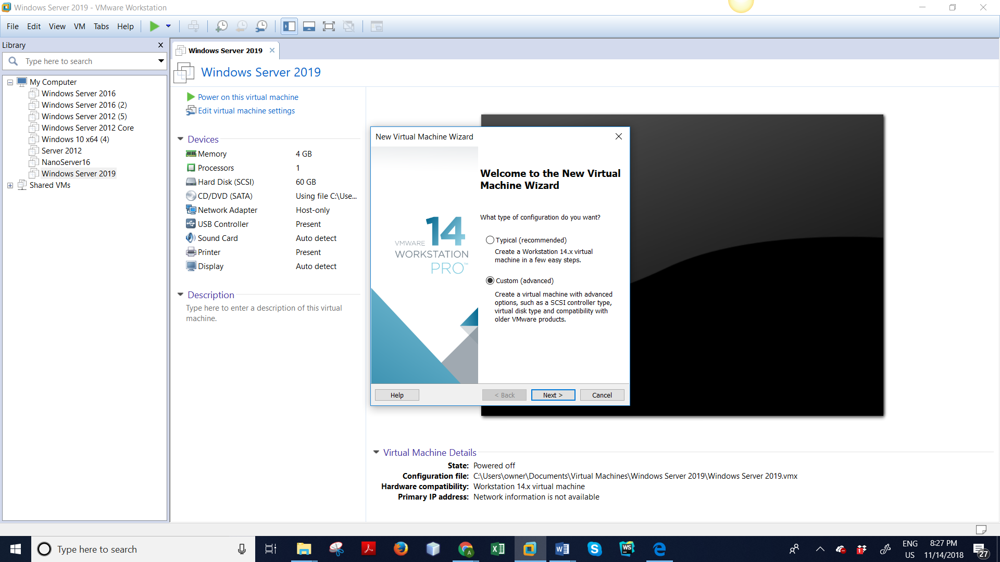 Windows Server 2019 - VMware Workstation
File Edit View VM Tabs Help
Library
Type here to search
My Computer
Windows Server 2016
Windows Server 2016 (2)
Windows Server 2012 (5)
Windows Server 2012 Core
Windows 10 x64 (4)
Server 2012
NanoServer16
Windows Server 2019
Shared VMs
Windows Server 2019
Windows Server 2019
Power on this virtual machine
Edit virtual machine settings
Devices
Memory 4 GB
Processors 1
Hard Disk (SCSI) 60 GB
CD/DVD (SATA) Using file C:\Use...
Network Adapter Host-only
USB Controller Present
Sound Card Auto detect
Printer Present
Display Auto detect
Description
Type here to enter a description of this virtual
machine.
New Virtual Machine Wizard
VMWARE 14
WORKSTATION
PRO™
Welcome to the New Virtual
Machine Wizard
What type of configuration do you want?
Typical (recommended)
Create a Workstation 14.x virtual
machine in a few easy steps.
Custom (advanced)
Create a virtual machine with advanced
options, such as a SCSI controller type,
virtual disk type and compatibility with
older VMware products.
Help < Back Next > Cancel
Virtual Machine Details
State: Powered off
Configuration file: C:\Users\owner\Documents\Virtual Machines\Windows Server 2019\Windows Server 2019.vmx
Hardware compatibility: Workstation 14.x virtual machine
Primary IP address: Network information is not available
Type here to search
A
WS
1
ENG
US
8:27 PM
11/14/2018
27